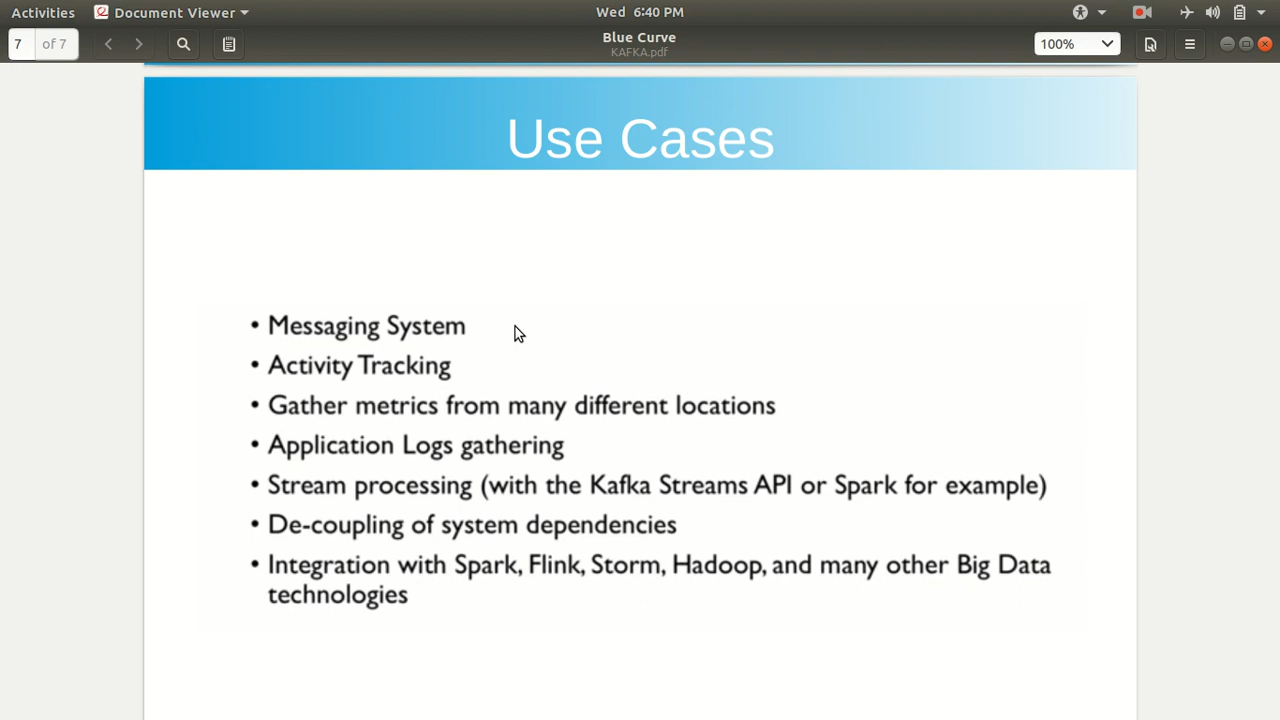 Activities Document Viewer Wed 6:40 PM
7 of 7 Blue Curve 100%
KAFKA.pdf
Use Cases
• Messaging System
• Activity Tracking
• Gather metrics from many different locations
• Application Logs gathering
• Stream processing (with the Kafka Streams API or Spark for example)
• De-coupling of system dependencies
• Integration with Spark, Flink, Storm, Hadoop, and many other Big Data
technologies